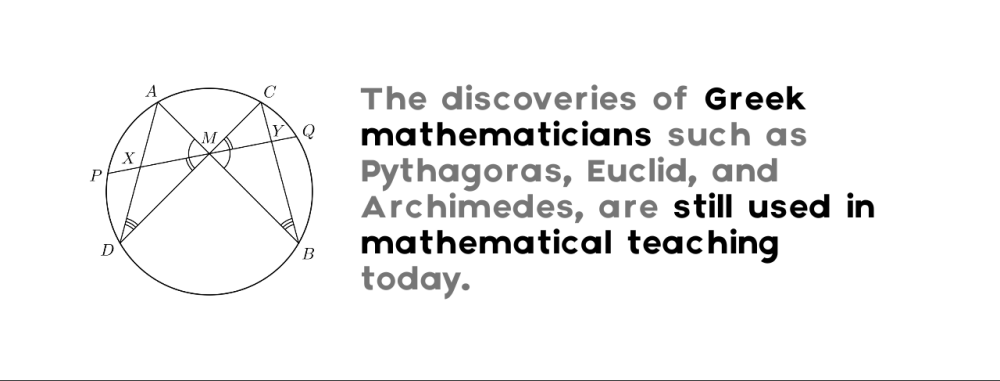 A
C
M
Y
Q
X
P
D
B
The discoveries of Greek
mathematicians such as
Pythagoras, Euclid, and
Archimedes, are still used in
mathematical teaching
today.